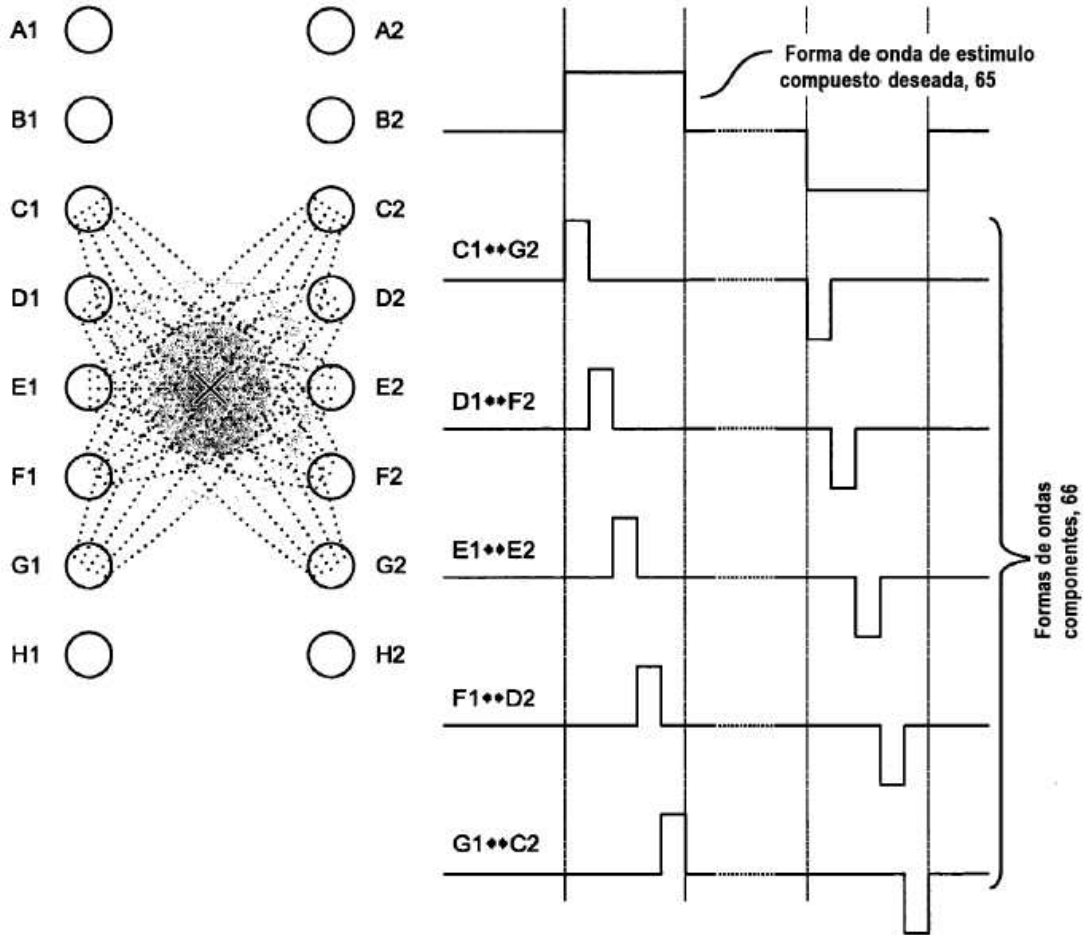 A1 A2
Forma de onda de estimulo
compuesto deseada, 65
B1 B2
C1 C2
C1↔G2
D1 D2
E1 E2
D1↔F2
F1 F2
E1↔E2
G1 G2
H1 H2
F1↔D2
G1↔C2
Formas de ondas
componentes, 66